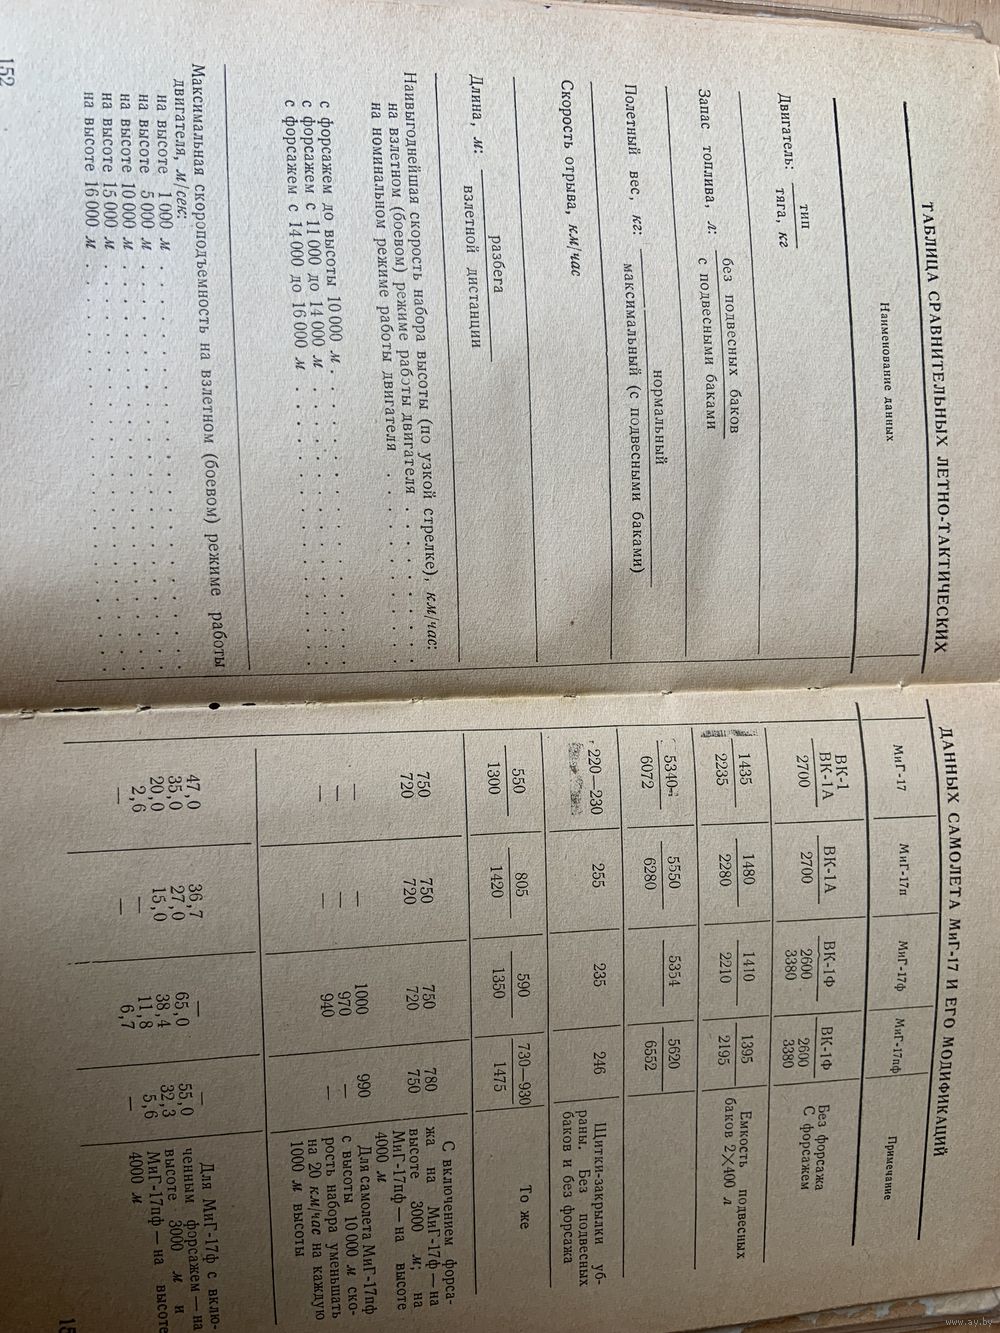 ТАБЛИЦА СРАВНИТЕЛЬНЫХ ЛЕТНО-ТАКТИЧЕСКИХ
Наименование данных
Двигатель: тип
тяга, кг
Запас топлива, л: без подвесных баков
с подвесными баками
Полетный вес, кг: нормальный
максимальный (с подвесными баками)
Скорость отрыва, км/час
Длина, м: разбега
взлетной дистанции
Наивыгоднейшая скорость набора высоты (по узкой стрелке), км/час:
на взлетном (боевом) режиме работы двигателя . . . . . . .
на номинальном режиме работы двигателя . . . . . . . .
с форсажем до высоты 10 000 м . . . . . . . . . . . .
с форсажем с 11 000 до 14 000 м . . . . . . . . . . . .
с форсажем с 14 000 до 16 000 м . . . . . . . . . . . .
Максимальная скороподъемность на взлетном (боевом) режиме работы
двигателя, м/сек:
на высоте 1 000 м . . . . . . . . . . . . . . . .
на высоте 5 000 м . . . . . . . . . . . . . . . .
на высоте 10 000 м . . . . . . . . . . . . . . . .
на высоте 15 000 м . . . . . . . . . . . . . . . .
на высоте 16 000 м . . . . . . . . . . . . . . . .
152
ДАННЫХ САМОЛЕТА МиГ-17 И ЕГО МОДИФИКАЦИЙ
МиГ-17 МиГ-17п МиГ-17ф МиГ-17пф Примечание
ВК-1
ВК-1А ВК-1А ВК-1Ф ВК-1Ф Без форсажа
2700 2700 2600 2600 С форсажем
3380 3380
1435 1480 1410 1395 Емкость подвесных
2235 2280 2210 2195 баков 2×400 л
5340 5550 5354 5620
6072 6280 6552
220—230 255 235 246 Щитки-закрылки уб-
раны. Без подвесных
баков и без форсажа
550 805 590 730—930 То же
1300 1420 1350 1475
750 750 750 780 С включением форса-
720 720 720 750 жа на МиГ-17ф — на
высоте 3000 м; на
МиГ-17пф — на высоте
4000 м
— — 1000 990 Для самолета МиГ-17пф
— — 970 — с высоты 10 000 м ско-
— — 940 — рость набора уменьшать
на 20 км/час на каждую
1000 м высоты
47,0 36,7 — — Для МиГ-17ф с вклю-
35,0 27,0 65,0 55,0 ченным форсажем — на
20,0 15,0 38,4 32,3 высоте 3000 м и
2,6 — 11,8 5,6 МиГ-17пф — на высоте
— — 6,7 — 4000 м
www.ay.by